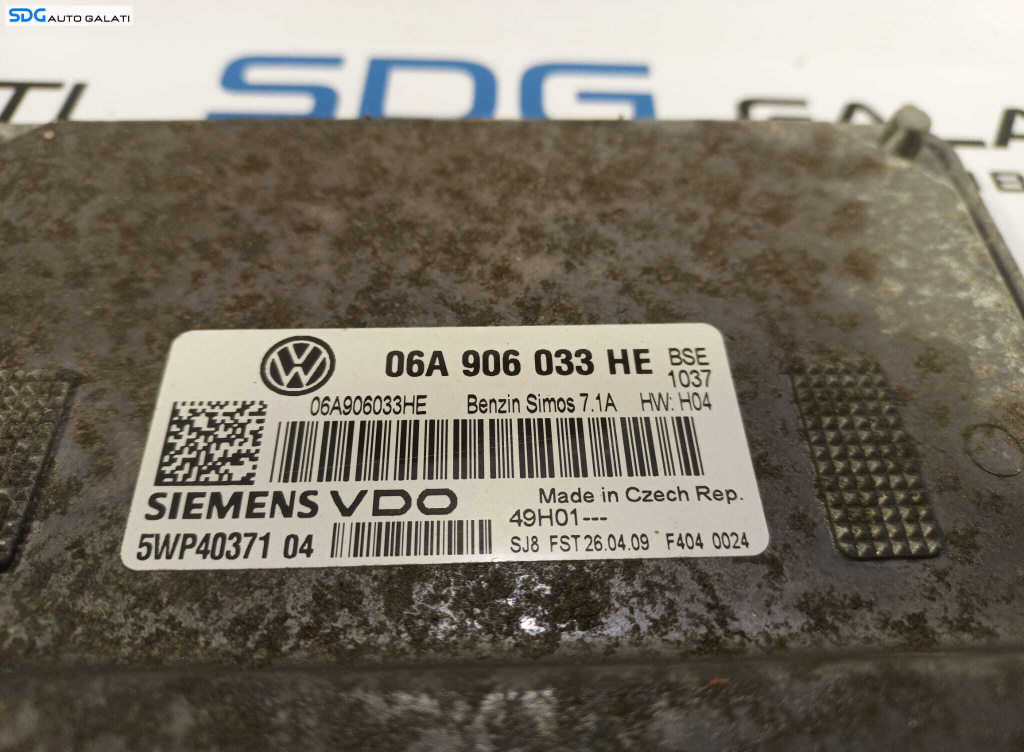 SDG AUTO GALATI
SDG GALA
06A 906 033 HE BSE
1037
06A906033HE Benzin Simos 7.1A HW: H04
SIEMENS VDO Made in Czech Rep.
49H01---
5WP40371 04 SJ8 FST 26.04.09 F404 0024